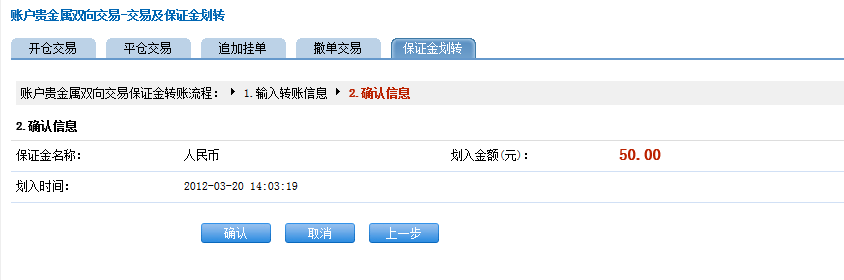 账户贵金属双向交易-交易及保证金划转
开仓交易 平仓交易 追加挂单 撤单交易 保证金划转
账户贵金属双向交易保证金转账流程： 1.输入转账信息 2.确认信息
2.确认信息
保证金名称： 人民币 划入金额(元)： 50.00
划入时间： 2012-03-20 14:03:19
确认 取消 上一步